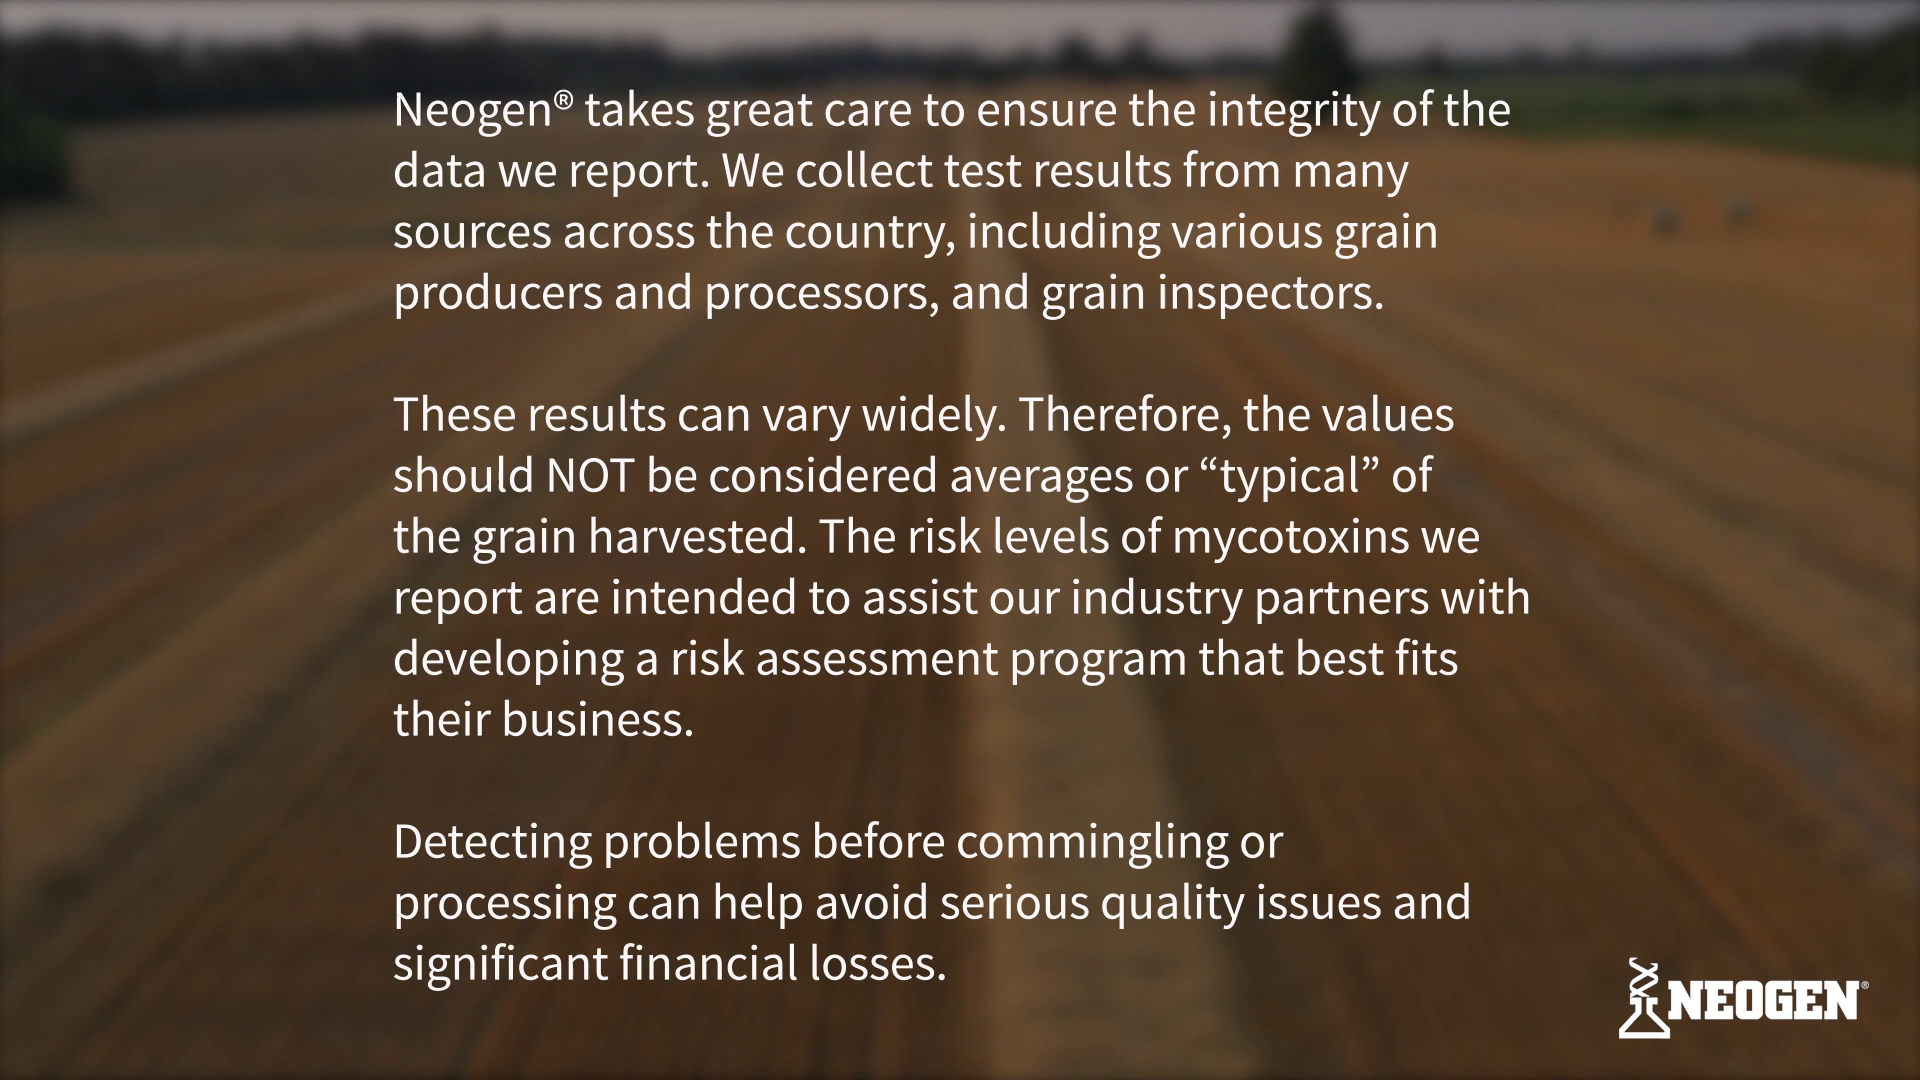 Neogen® takes great care to ensure the integrity of the
data we report. We collect test results from many
sources across the country, including various grain
producers and processors, and grain inspectors.
These results can vary widely. Therefore, the values
should NOT be considered averages or “typical” of
the grain harvested. The risk levels of mycotoxins we
report are intended to assist our industry partners with
developing a risk assessment program that best fits
their business.
Detecting problems before commingling or
processing can help avoid serious quality issues and
significant financial losses.
NEOGEN®